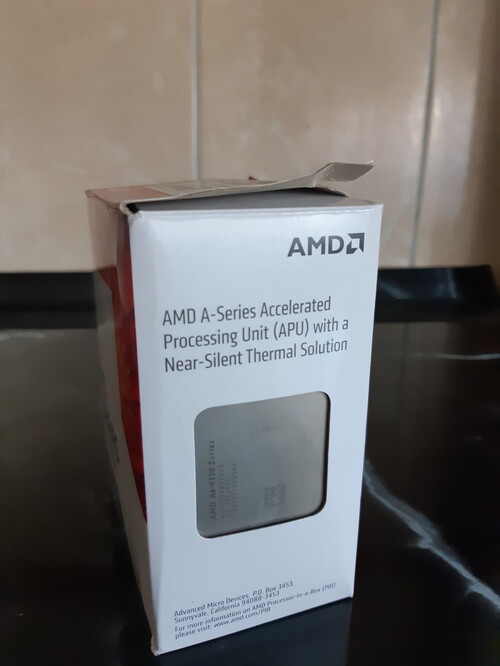 AMD
AMD A-Series Accelerated
Processing Unit (APU) with a
Near-Silent Thermal Solution
Advanced Micro Devices, P.O. Box 3453,
Sunnyvale, California 94088-3453
For more information on AMD Processor-in-a-Box (PIB)
please visit: www.amd.com/PIB